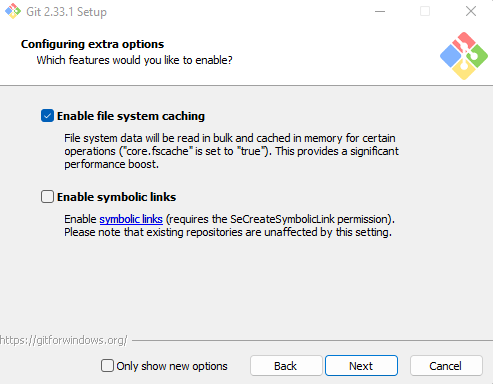 Git 2.33.1 Setup
Configuring extra options
Which features would you like to enable?
Enable file system caching
File system data will be read in bulk and cached in memory for certain
operations ("core.fscache" is set to "true"). This provides a significant
performance boost.
Enable symbolic links
Enable symbolic links (requires the SeCreateSymbolicLink permission).
Please note that existing repositories are unaffected by this setting.
https://gitforwindows.org/
Only show new options
Back
Next
Cancel